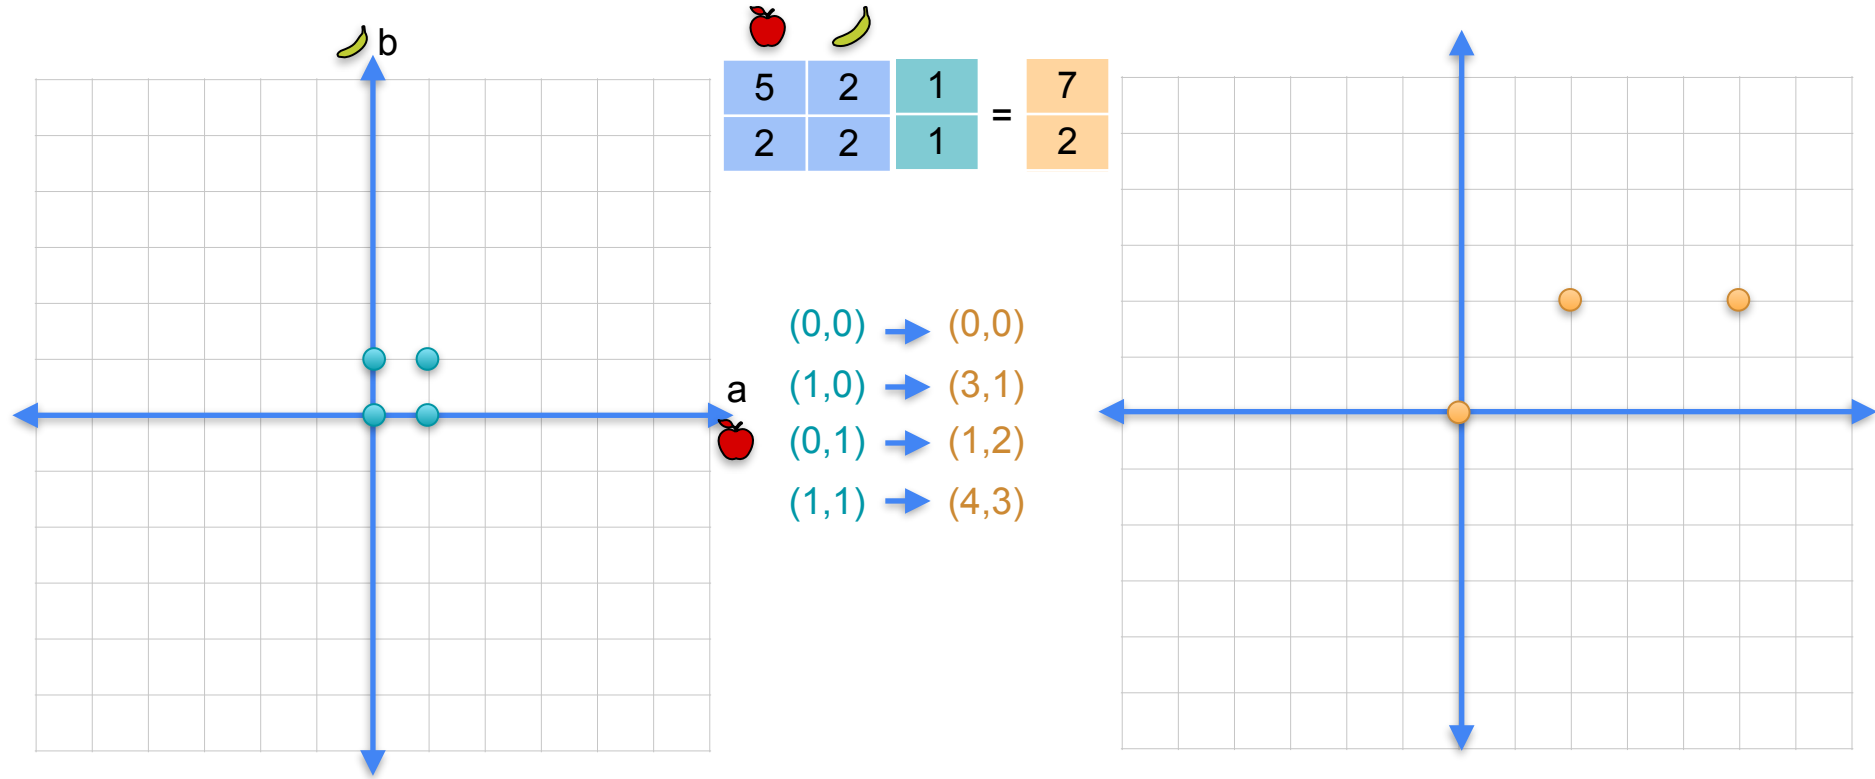 b
5 2 1 = 7
2 2 1 2
(0,0) (0,0)
a
(1,0) (3,1)
(0,1) (1,2)
(1,1) (4,3)